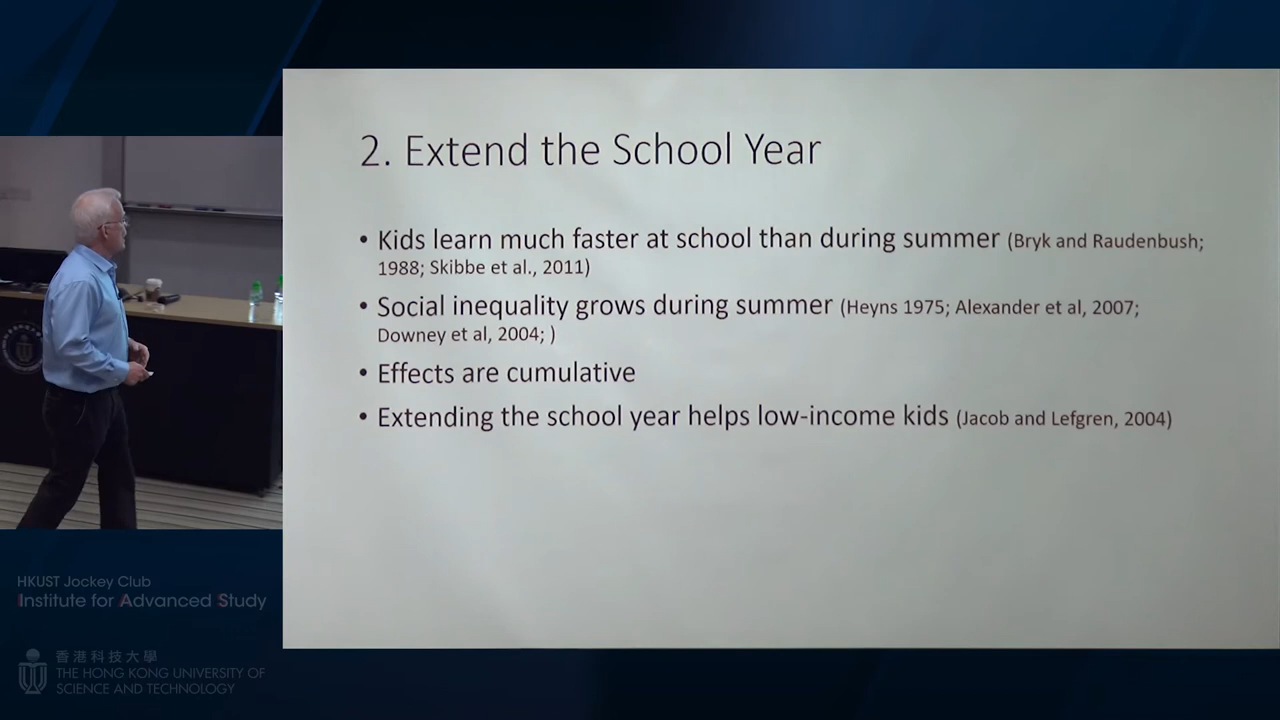 2. Extend the School Year
• Kids learn much faster at school than during summer (Bryk and Raudenbush;
1988; Skibbe et al., 2011)
• Social inequality grows during summer (Heyns 1975; Alexander et al, 2007;
Downey et al, 2004; )
• Effects are cumulative
• Extending the school year helps low-income kids (Jacob and Lefgren, 2004)
HKUST Jockey Club
Institute for Advanced Study
香港科技大學
THE HONG KONG UNIVERSITY OF
SCIENCE AND TECHNOLOGY